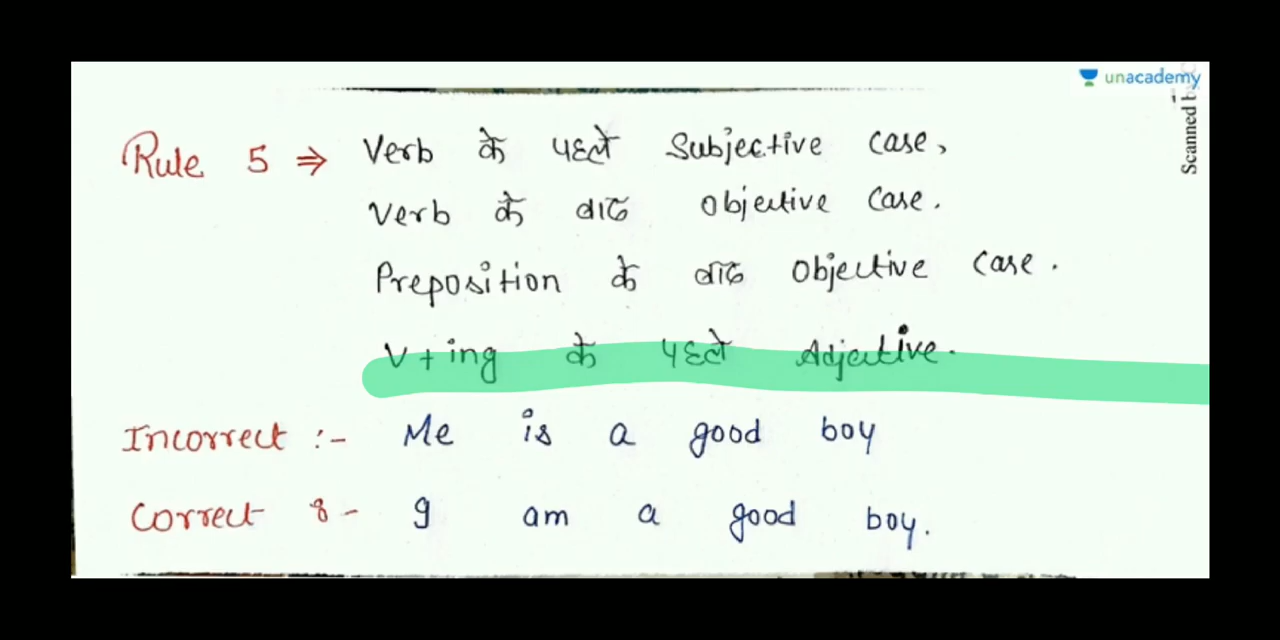 unacademy
Scanned by C
Rule 5 ⇒ Verb के पहले Subjective case,
Verb के बाद Objective case.
Preposition के बाद Objective case.
V+ing के पहले Adjective.
Incorrect :- Me is a good boy
Correct :- I am a good boy.